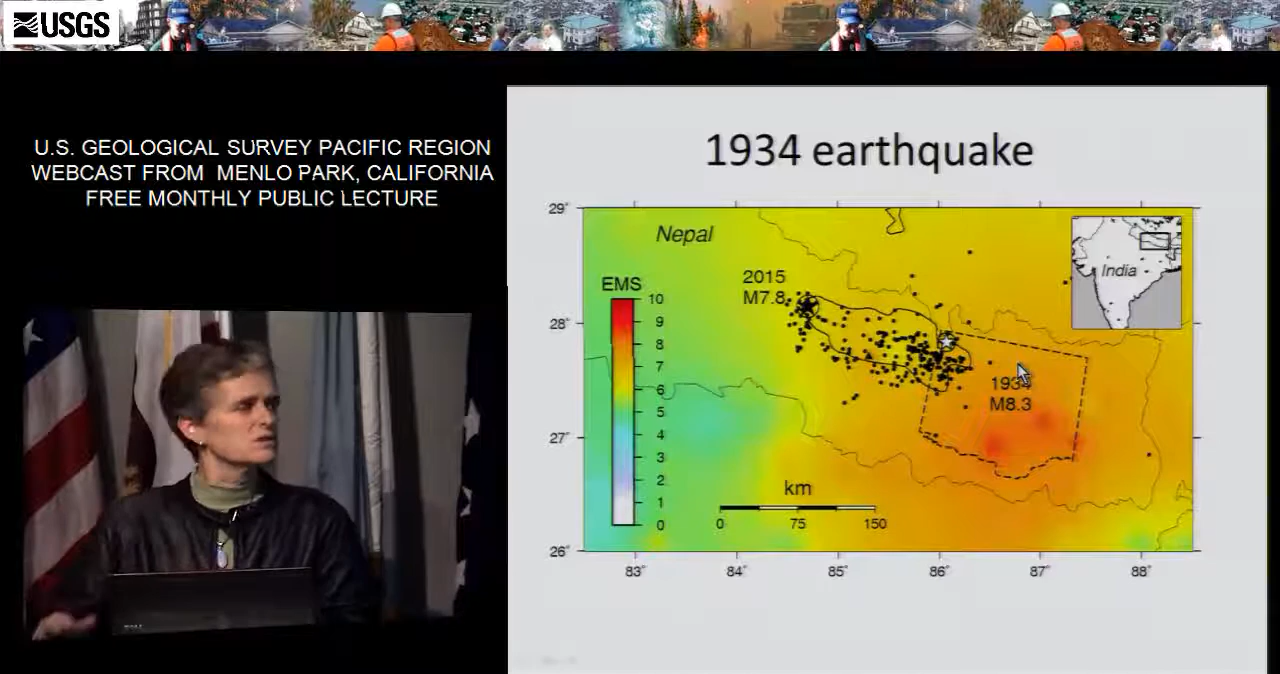 USGS
U.S. GEOLOGICAL SURVEY PACIFIC REGION
WEBCAST FROM MENLO PARK, CALIFORNIA
FREE MONTHLY PUBLIC LECTURE
1934 earthquake
29°
28°
27°
26°
Nepal
EMS
10
9
8
7
6
5
4
3
2
1
0
2015
M7.8
1934
M8.3
India
km
0 75 150
83° 84° 85° 86° 87° 88°